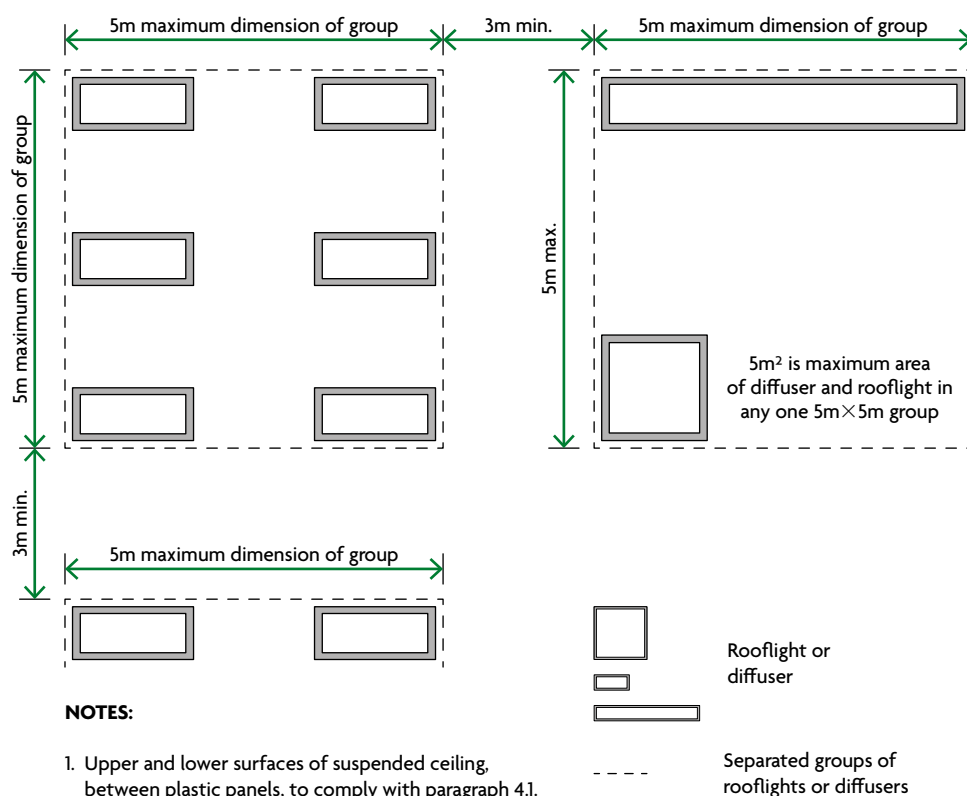 5m maximum dimension of group
3m min.
5m maximum dimension of group
5m maximum dimension of group
5m max.
5m² is maximum area
of diffuser and rooflight in
any one 5m×5m group
3m min.
5m maximum dimension of group
Rooflight or
diffuser
NOTES:
1. Upper and lower surfaces of suspended ceiling,
between plastic panels, to comply with paragraph 4.1.
Separated groups of
rooflights or diffusers